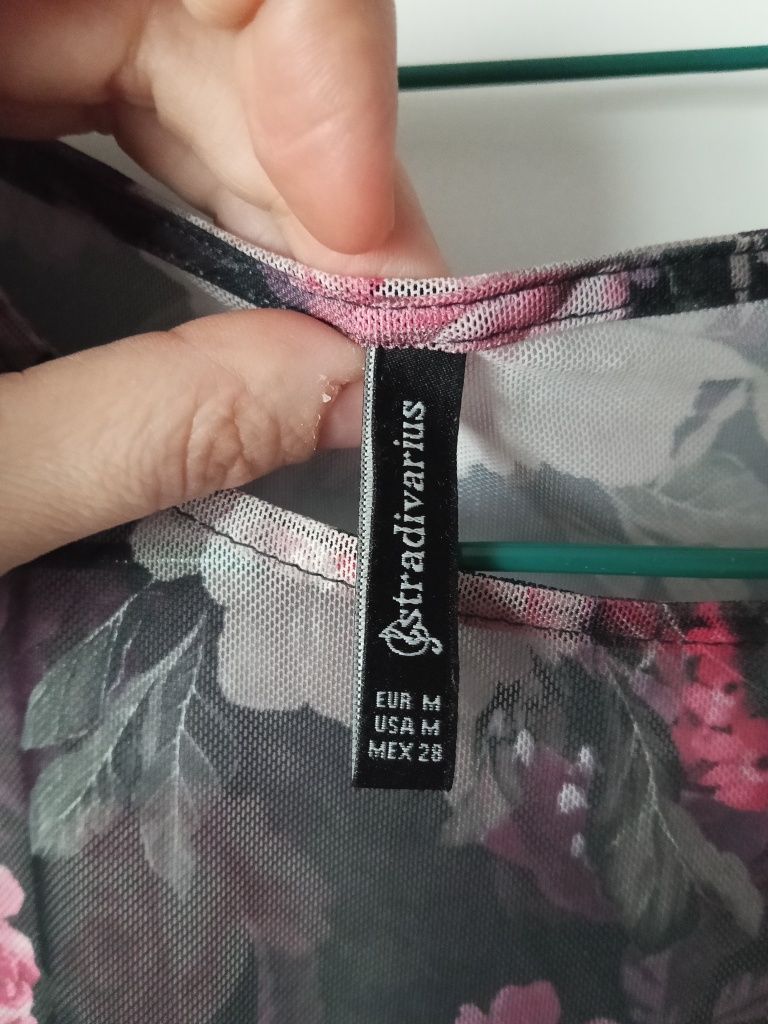 stradivarius
EUR M
USA M
MEX 28